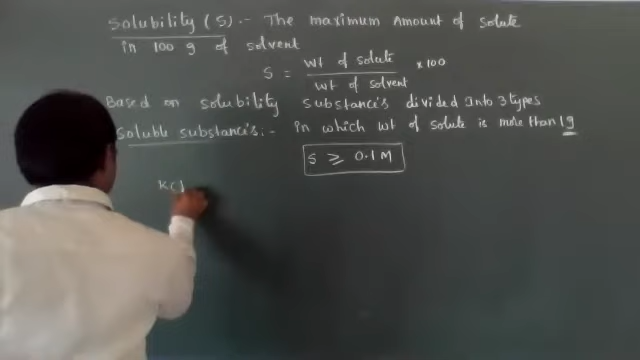 Solubility (S) :- The maximum Amount of solute
in 100 g of solvent
S = wt of solute / wt of solvent × 100
Based on solubility substance's divided Into 3 types
Soluble substance's :- in which wt of solute is more than 1g
S ≥ 0.1 M
KCl